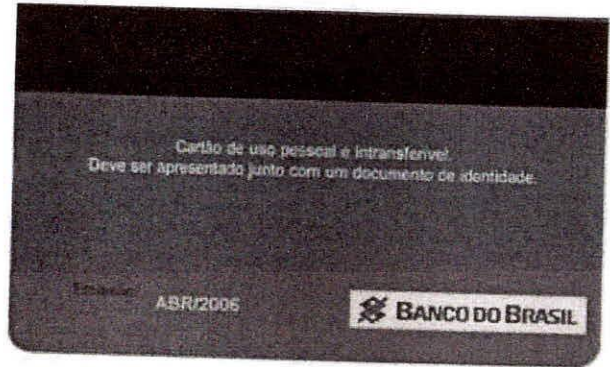 Cartão de uso pessoal e intransferível.
Deve ser apresentado junto com um documento de identidade.
Emissão: ABR/2006
BANCO DO BRASIL